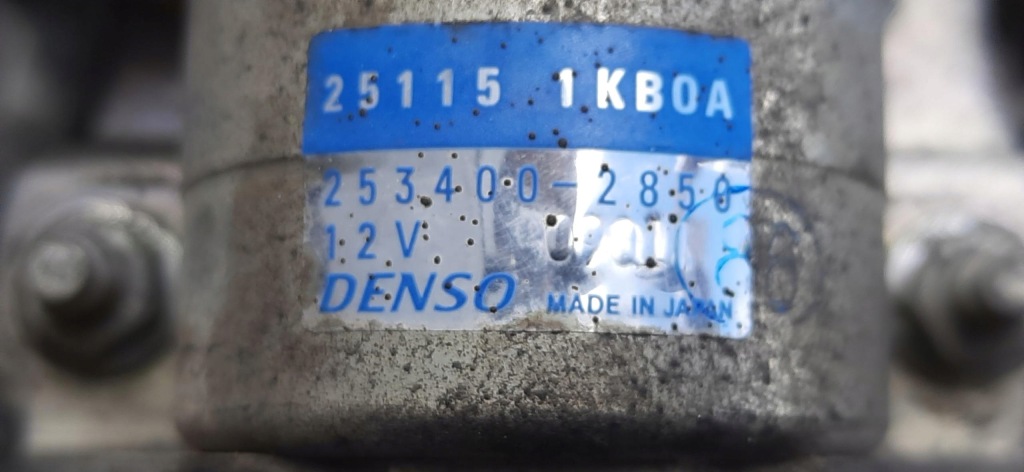 25115 1KB0A
253400-2850
12V
DENSO MADE IN JAPAN